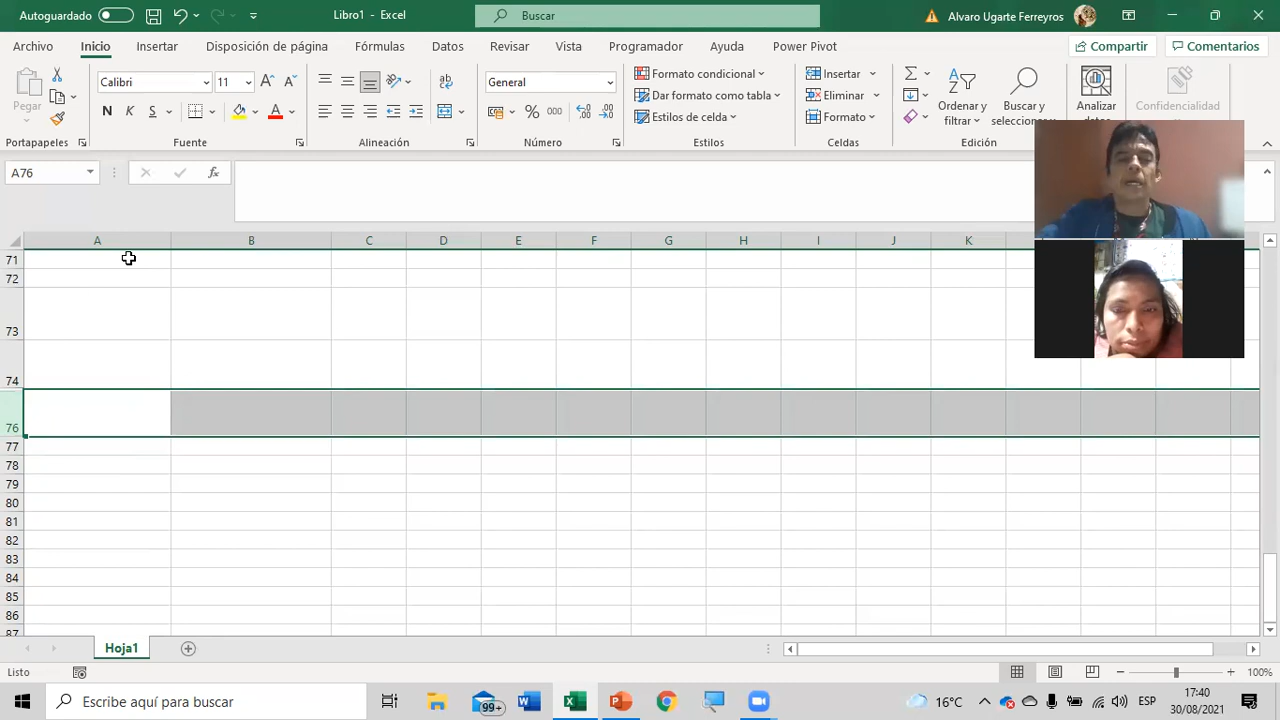 Autoguardado
Libro1 - Excel
Buscar
Alvaro Ugarte Ferreyros
Archivo Inicio Insertar Disposición de página Fórmulas Datos Revisar Vista Programador Ayuda Power Pivot
Compartir Comentarios
Pegar
Portapapeles
Calibri 11
N K S
Fuente
Alineación
General
% 000
Número
Formato condicional
Dar formato como tabla
Estilos de celda
Estilos
Insertar
Eliminar
Formato
Celdas
Ordenar y
filtrar
Buscar y
seleccionar
Edición
Analizar
datos
Confidencialidad
A76
fx
A B C D E F G H I J K
71
72
73
74
76
77
78
79
80
81
82
83
84
85
86
87
Hoja1
Listo
100%
Escribe aquí para buscar
99+
16°C
ESP
17:40
30/08/2021